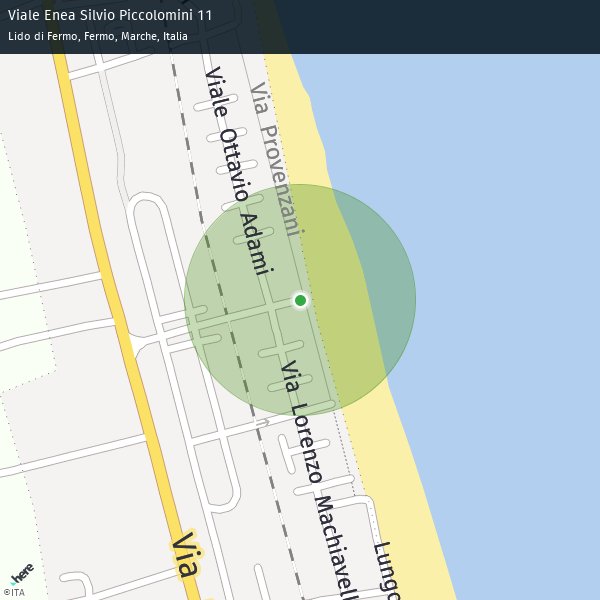 Viale Enea Silvio Piccolomini 11
Lido di Fermo, Fermo, Marche, Italia
Viale Ottavio Adami
Via Provenzani
Via Lorenzo Machiavell
Via
Lungo
here
©ITA